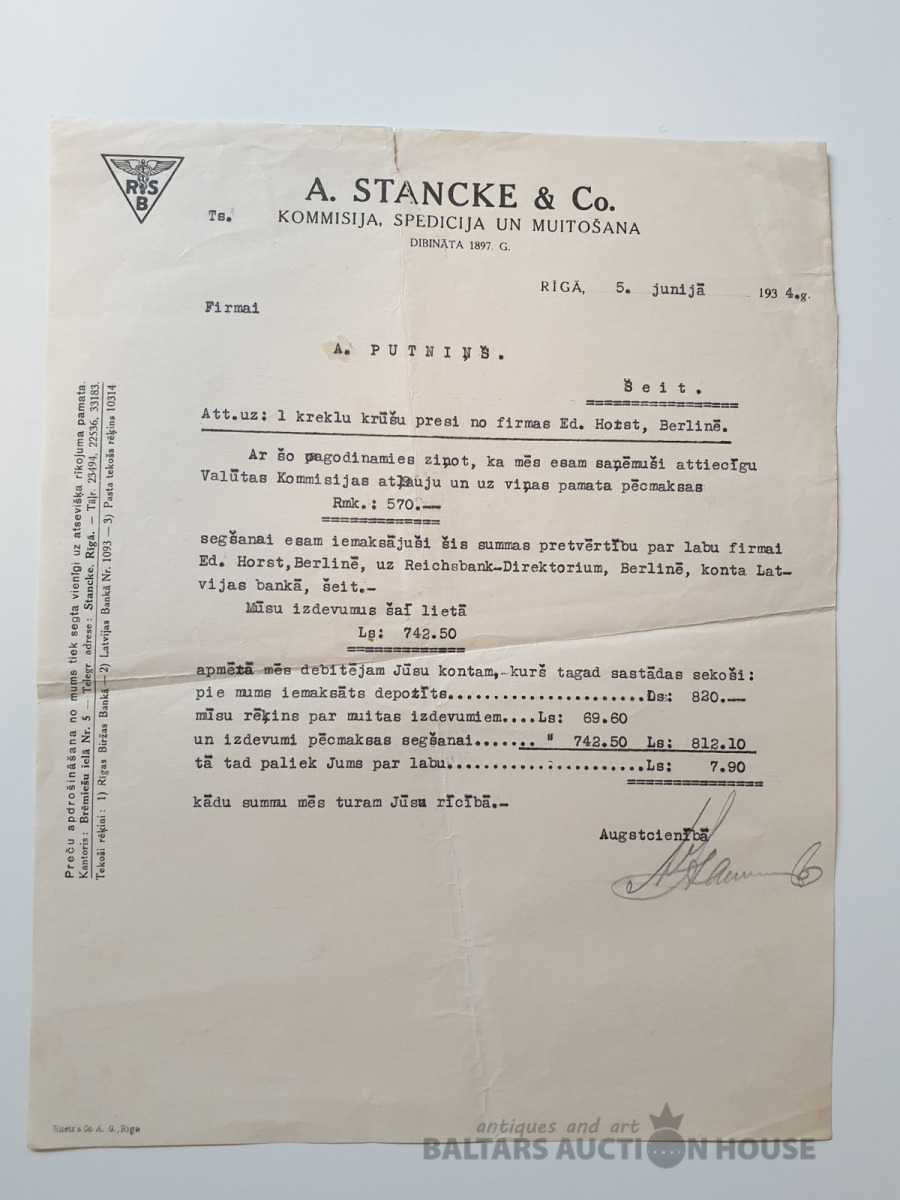 RSB
A. STANCKE & Co.
Ts.
KOMMISIJA, SPEDICIJA UN MUITOŠANA
DIBINĀTA 1897. G.
RĪGĀ, 5. junijā 1934.g.
Firmai
A. PUTNIŅŠ.
Šeit.
Att.uz: 1 kreklu krūšu presi no firmas Ed. Horst, Berlinē.
Ar šo pagodinamies ziņot, ka mēs esam saņēmuši attiecīgu
Valūtas Kommisijas atļauju un uz viņas pamata pēcmaksas
Rmk.: 570.--
segšanai esam iemaksājuši šis summas pretvērtību par labu firmai
Ed. Horst,Berlinē, uz Reichsbank-Direktorium, Berlinē, konta Lat-
vijas bankā, šeit.-
Mūsu izdevumus šaī lietā
Ls: 742.50
apmērā mēs debitējam Jūsu kontam,-kurš tagad sastādas sekoši:
pie mums iemaksāts depozīts.......................Ls: 820.--
mūsu rēķins par muitas izdevumiem....Ls: 69.60
un izdevumi pēcmaksas segšanai....... " 742.50 Ls: 812.10
tā tad paliek Jums par labu.......................Ls: 7.90
kādu summu mēs turam Jūsu rīcībā.-
Augstcienībā
Preču apdrošināšana no mums tiek segta vienīgi uz atsevišķa rīkojuma pamata.
Kantoris: Brēmiešu ielā Nr. 5 — Telegr. adrese: Stancke, Rīgā. — Tāļr. 23494, 22536, 33183.
Tekoši rēķini: 1) Rīgas Biržas Bankā — 2) Latvijas Bankā Nr. 1093 — 3) Pasta tekošs rēķins 10314
Ruetz & Co. A. G., Riga
antiques and art
BALTARS AUCTION HOUSE